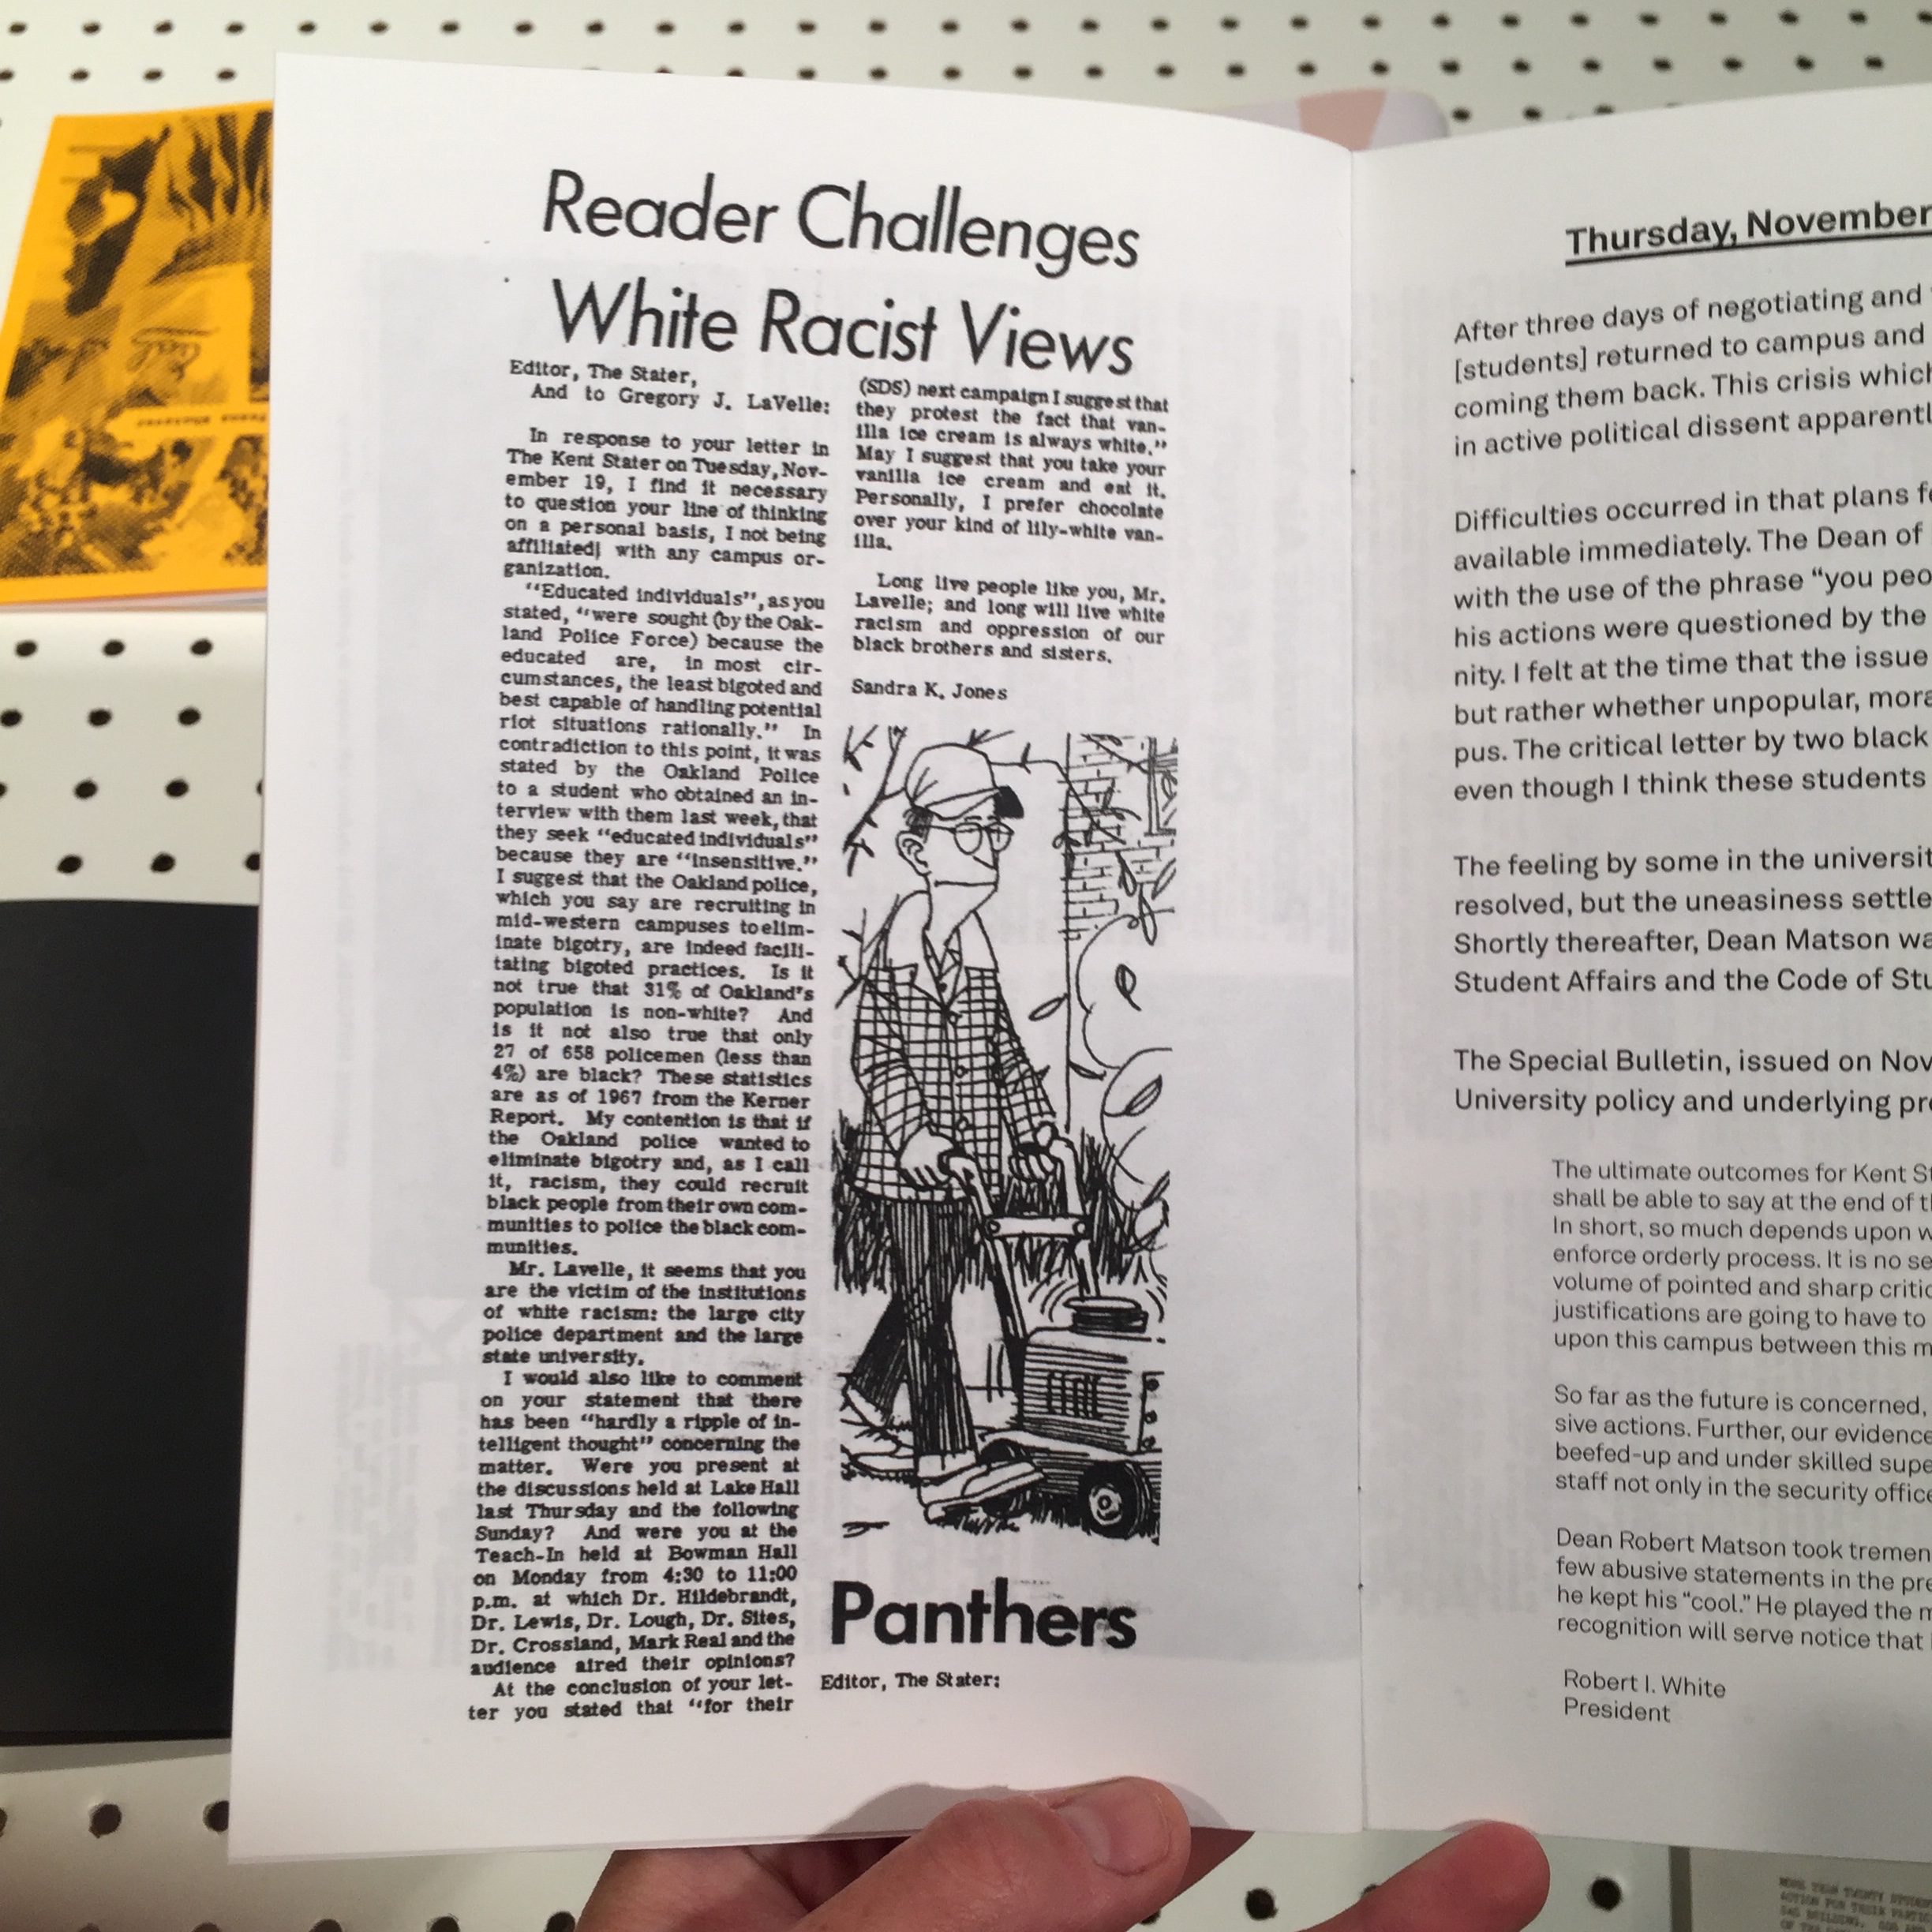 Reader Challenges
White Racist Views
Editor, The Stater,
And to Gregory J. LaVelle:
In response to your letter in
The Kent Stater on Tuesday, Nov-
ember 19, I find it necessary
to question your line of thinking
on a personal basis, I not being
affiliated with any campus or-
ganization.
"Educated individuals", as you
stated, "were sought (by the Oak-
land Police Force) because the
educated are, in most cir-
cumstances, the least bigoted and
best capable of handling potential
riot situations rationally." In
contradiction to this point, it was
stated by the Oakland Police
to a student who obtained an in-
terview with them last week, that
they seek "educated individuals"
because they are "insensitive."
I suggest that the Oakland police,
which you say are recruiting in
mid-western campuses to elim-
inate bigotry, are indeed facili-
tating bigoted practices. Is it
not true that 31% of Oakland's
population is non-white? And
is it not also true that only
27 of 658 policemen (less than
4%) are black? These statistics
are as of 1967 from the Kerner
Report. My contention is that if
the Oakland police wanted to
eliminate bigotry and, as I call
it, racism, they could recruit
black people from their own com-
munities to police the black com-
munities.
Mr. Lavelle, it seems that you
are the victim of the institutions
of white racism: the large city
police department and the large
state university.
I would also like to comment
on your statement that there
has been "hardly a ripple of in-
telligent thought" concerning the
matter. Were you present at
the discussions held at Lake Hall
last Thursday and the following
Sunday? And were you at the
Teach-In held at Bowman Hall
on Monday from 4:30 to 11:00
p.m. at which Dr. Hildebrandt,
Dr. Lewis, Dr. Lough, Dr. Sites,
Dr. Crossland, Mark Real and the
audience aired their opinions?
At the conclusion of your let-
ter you stated that "for their
(SDS) next campaign I suggest that
they protest the fact that van-
illa ice cream is always white."
May I suggest that you take your
vanilla ice cream and eat it.
Personally, I prefer chocolate
over your kind of lily-white van-
illa.
Long live people like you, Mr.
Lavelle; and long will live white
racism and oppression of our
black brothers and sisters.
Sandra K. Jones
Panthers
Editor, The Stater:
Thursday, November
After three days of negotiating and
[students] returned to campus and
coming them back. This crisis which
in active political dissent apparently
Difficulties occurred in that plans
available immediately. The Dean of
with the use of the phrase "you
his actions were questioned by the
nity. I felt at the time that the issue
but rather whether unpopular,
pus. The critical letter by two black
even though I think these students
The feeling by some in the
resolved, but the uneasiness
Shortly thereafter, Dean Matson
Student Affairs and the Code of
The Special Bulletin, issued on
University policy and underlying
The ultimate outcomes for Kent
shall be able to say at the end of
In short, so much depends upon
enforce orderly process. It is no
volume of pointed and sharp
justifications are going to have to
upon this campus between this
So far as the future is concerned,
sive actions. Further, our evidence
beefed-up and under skilled
staff not only in the security office
Dean Robert Matson took
few abusive statements in the
he kept his "cool." He played the
recognition will serve notice that
Robert I. White
President
MORE THAN TWENTY
ACTION FOR THEIR